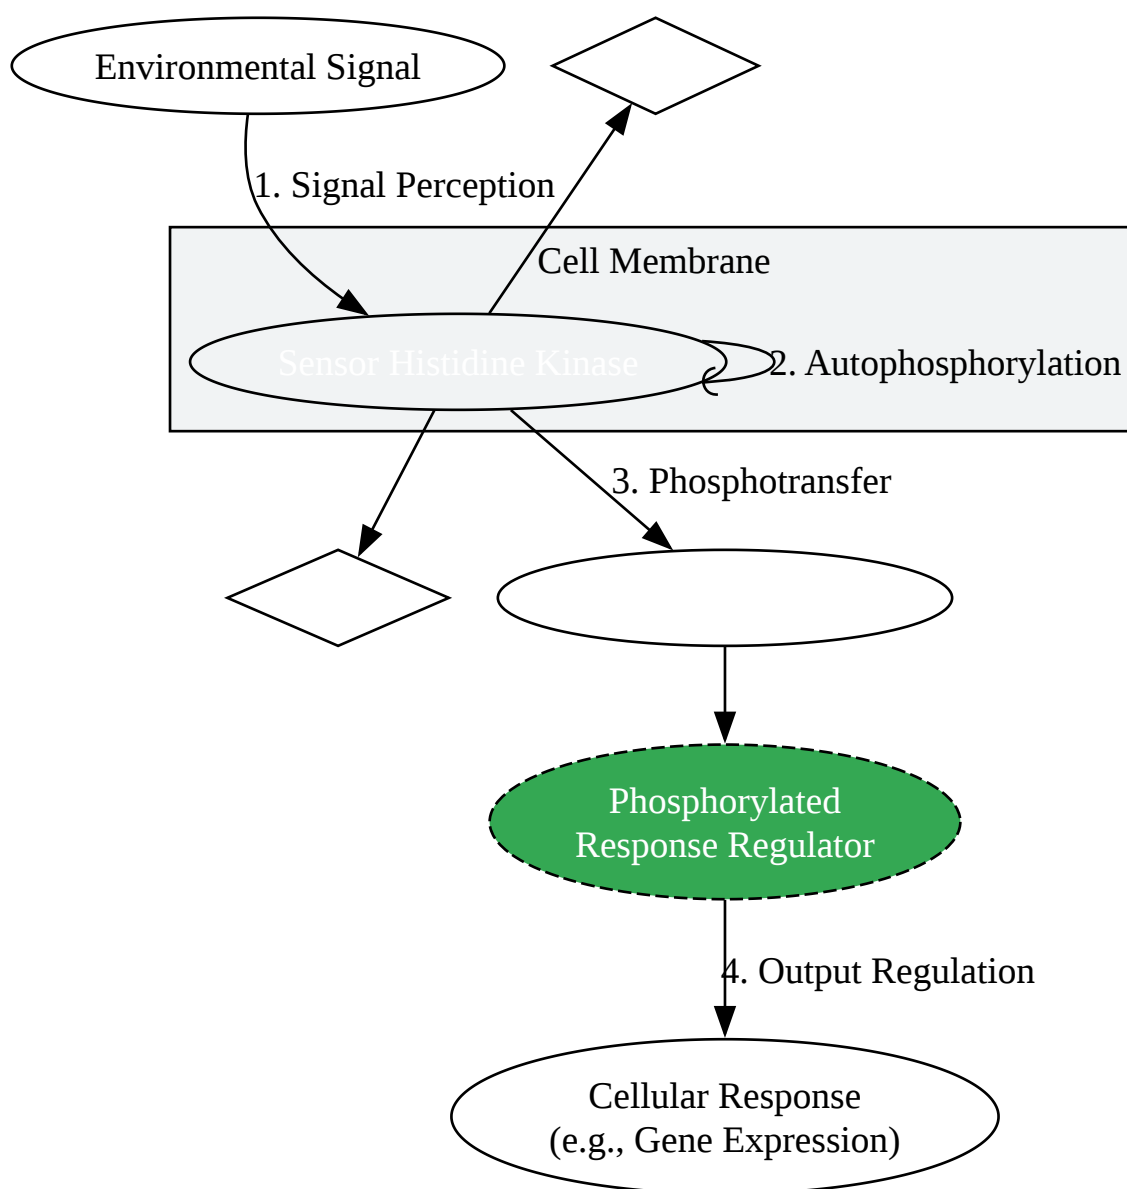 Environmental Signal
1. Signal Perception
Cell Membrane
Sensor Histidine Kinase
2. Autophosphorylation
3. Phosphotransfer
Phosphorylated
Response Regulator
4. Output Regulation
Cellular Response
(e.g., Gene Expression)